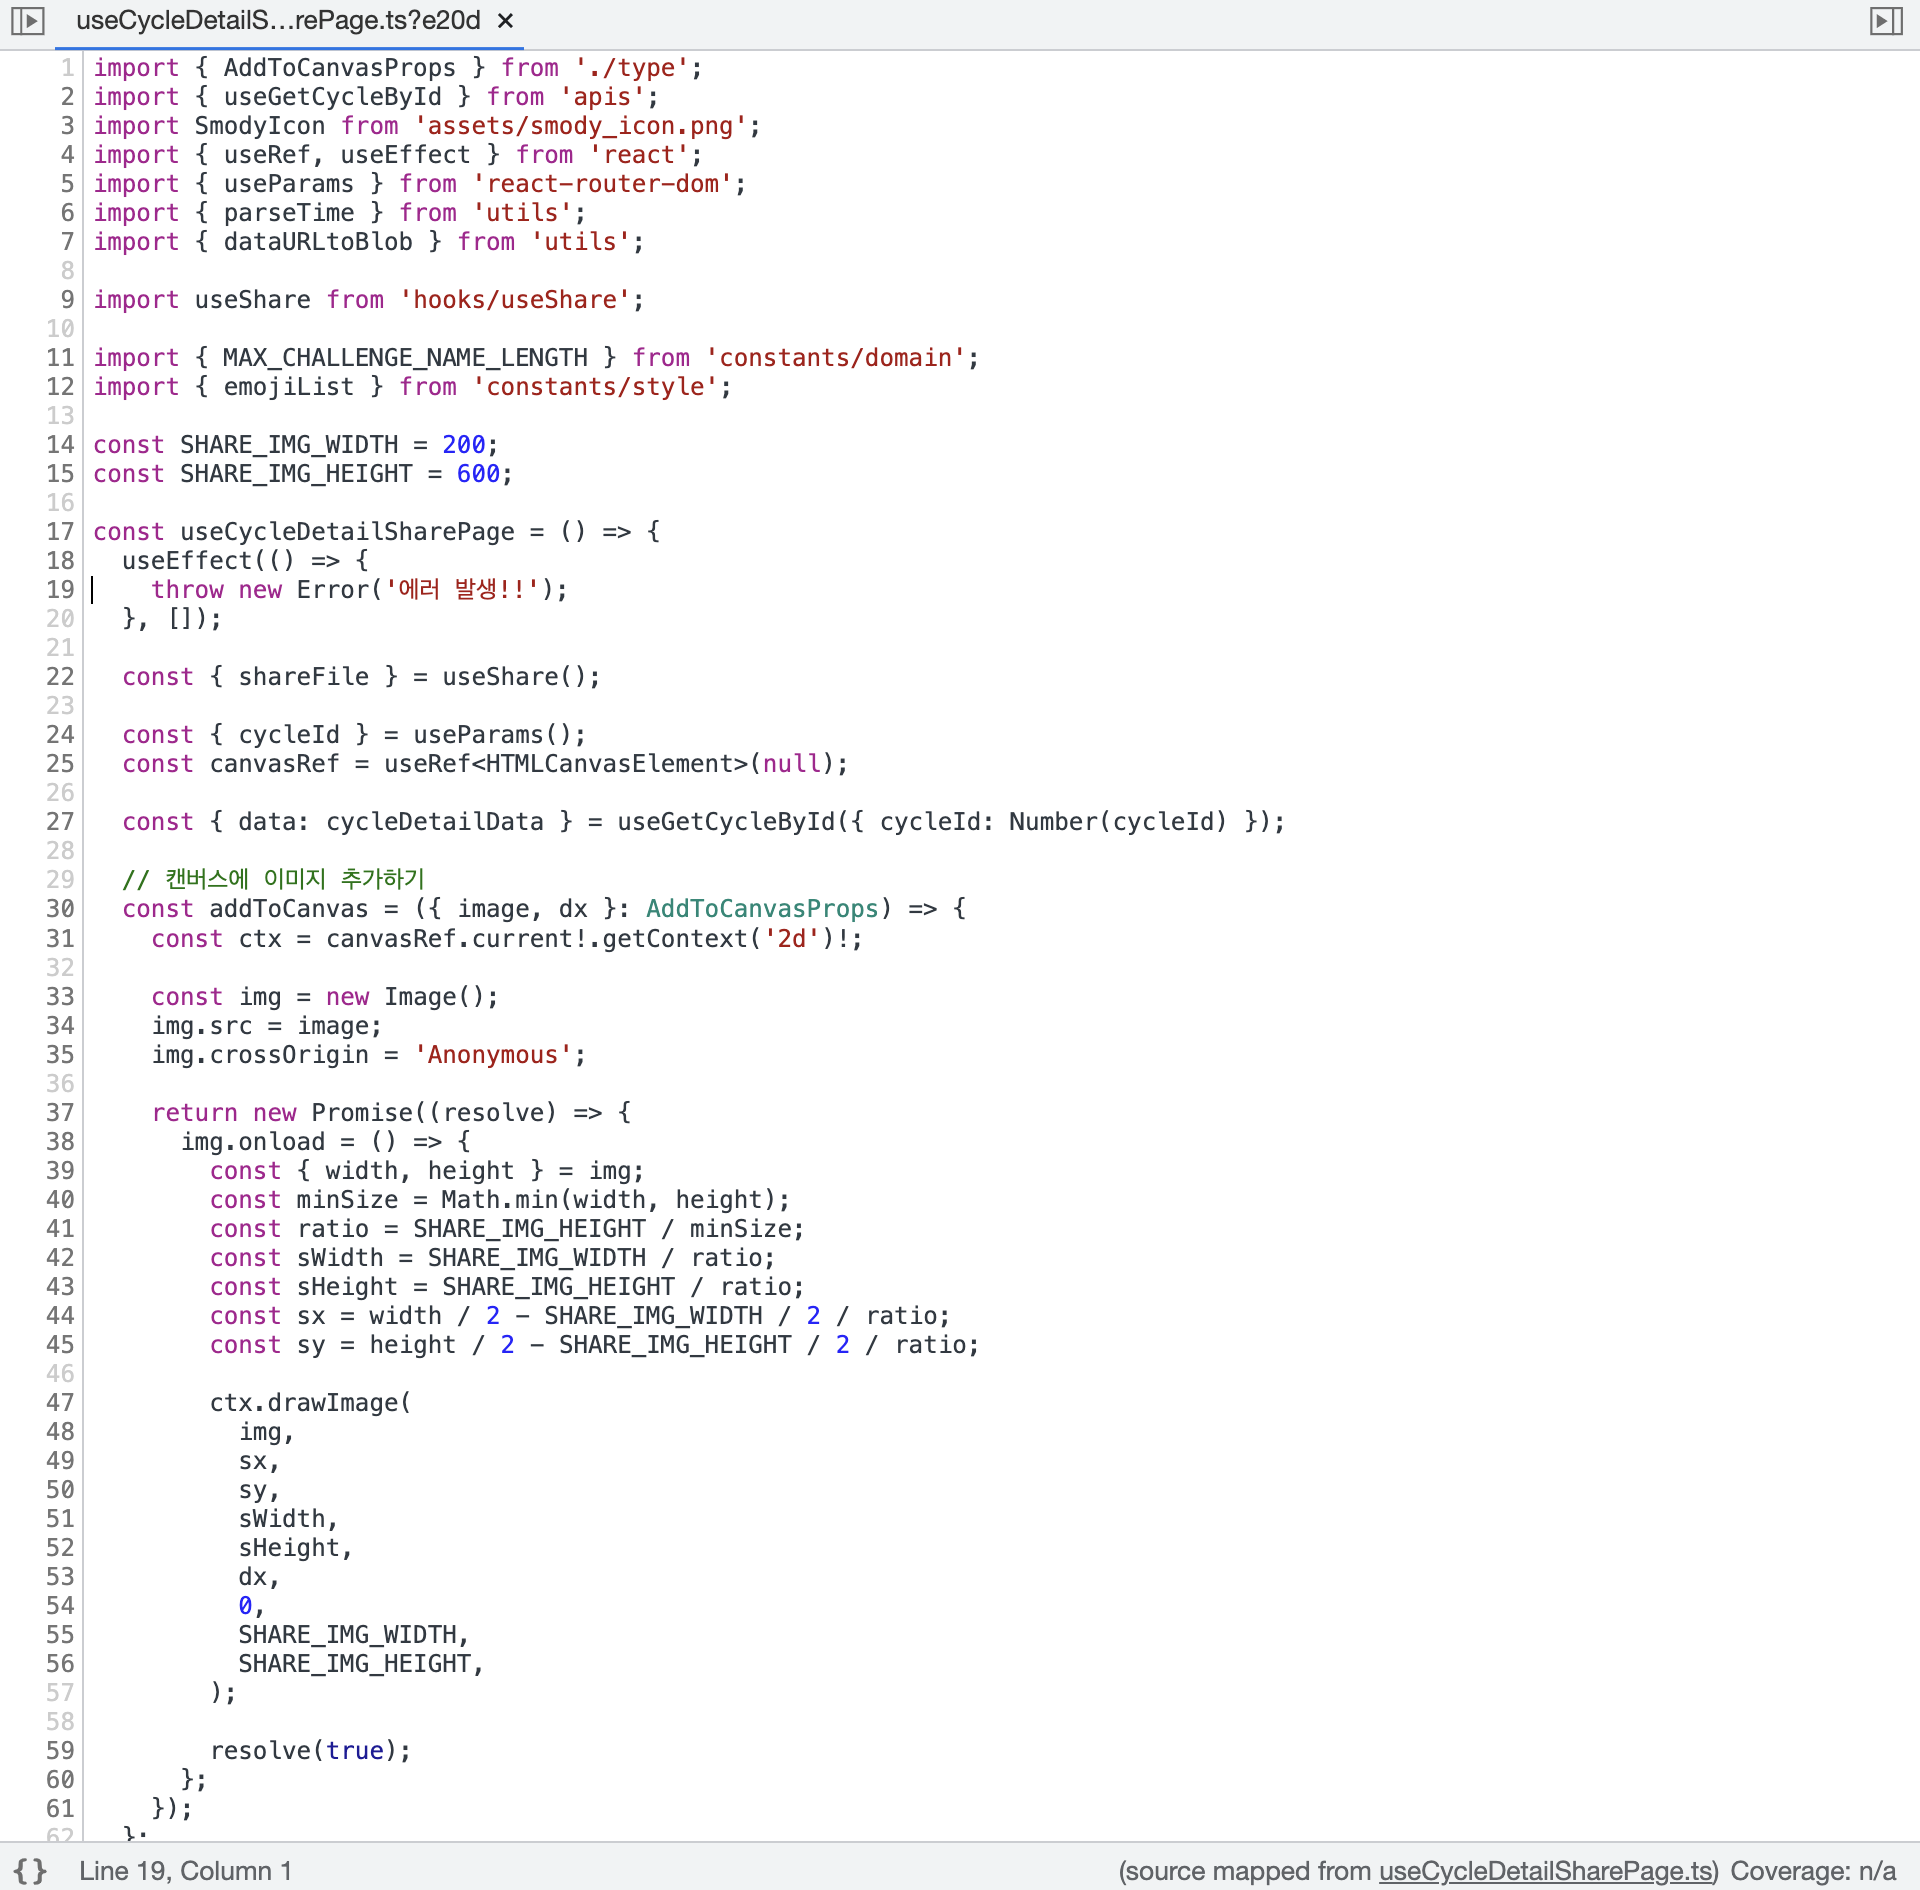 useCycleDetailS…rePage.ts?e20d ×
1 import { AddToCanvasProps } from './type';
2 import { useGetCycleById } from 'apis';
3 import SmodyIcon from 'assets/smody_icon.png';
4 import { useRef, useEffect } from 'react';
5 import { useParams } from 'react-router-dom';
6 import { parseTime } from 'utils';
7 import { dataURLtoBlob } from 'utils';
8
9 import useShare from 'hooks/useShare';
10
11 import { MAX_CHALLENGE_NAME_LENGTH } from 'constants/domain';
12 import { emojiList } from 'constants/style';
13
14 const SHARE_IMG_WIDTH = 200;
15 const SHARE_IMG_HEIGHT = 600;
16
17 const useCycleDetailSharePage = () => {
18   useEffect(() => {
19     throw new Error('에러 발생!!');
20   }, []);
21
22   const { shareFile } = useShare();
23
24   const { cycleId } = useParams();
25   const canvasRef = useRef<HTMLCanvasElement>(null);
26
27   const { data: cycleDetailData } = useGetCycleById({ cycleId: Number(cycleId) });
28
29   // 캔버스에 이미지 추가하기
30   const addToCanvas = ({ image, dx }: AddToCanvasProps) => {
31     const ctx = canvasRef.current!.getContext('2d')!;
32
33     const img = new Image();
34     img.src = image;
35     img.crossOrigin = 'Anonymous';
36
37     return new Promise((resolve) => {
38       img.onload = () => {
39         const { width, height } = img;
40         const minSize = Math.min(width, height);
41         const ratio = SHARE_IMG_HEIGHT / minSize;
42         const sWidth = SHARE_IMG_WIDTH / ratio;
43         const sHeight = SHARE_IMG_HEIGHT / ratio;
44         const sx = width / 2 - SHARE_IMG_WIDTH / 2 / ratio;
45         const sy = height / 2 - SHARE_IMG_HEIGHT / 2 / ratio;
46
47         ctx.drawImage(
48           img,
49           sx,
50           sy,
51           sWidth,
52           sHeight,
53           dx,
54           0,
55           SHARE_IMG_WIDTH,
56           SHARE_IMG_HEIGHT,
57         );
58
59         resolve(true);
60       };
61     });
62   };
{} Line 19, Column 1 (source mapped from useCycleDetailSharePage.ts) Coverage: n/a